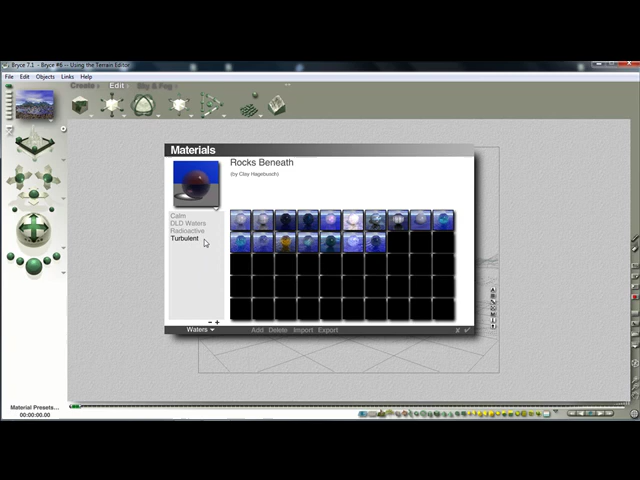 Bryce 7.1 - Bryce #6 -- Using the Terrain Editor
File Edit Objects Links Help
Create Edit Sky & Fog
Materials
Rocks Beneath
(by Clay Hagebusch)
Calm
DLD Waters
Radioactive
Turbulent
Waters Add Delete Import Export
Material Presets...
00:00:00.00